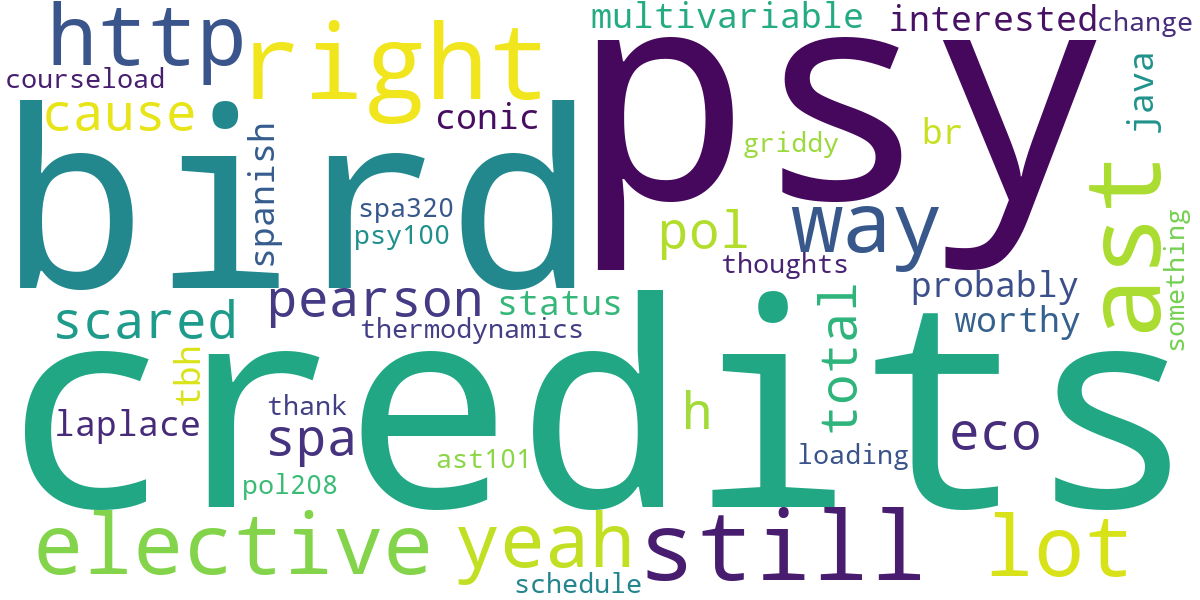 http
right
multivariable
interested
change
courseload
cause
conic
psy
java
griddy
br
bird
spanish
spa320
psy100
pol
way
ast
thoughts
something
pearson
status
probably
scared
thermodynamics
total
worthy
tbh
credits
thank
h
laplace
spa
eco
ast101
loading
pol208
elective
yeah
still
lot
schedule